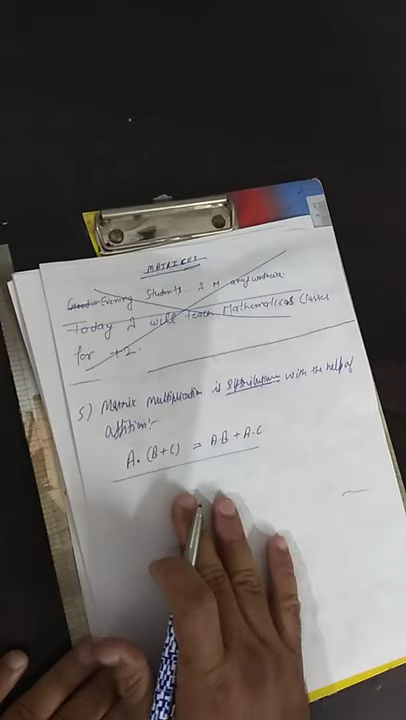 MATRICES
Good Evening. Students. I M
Today I will teach Mathematics Classes
for +2
5) Matrix Multiplication is with the help of
addition:-
A. (B+C) = A.B + A.C